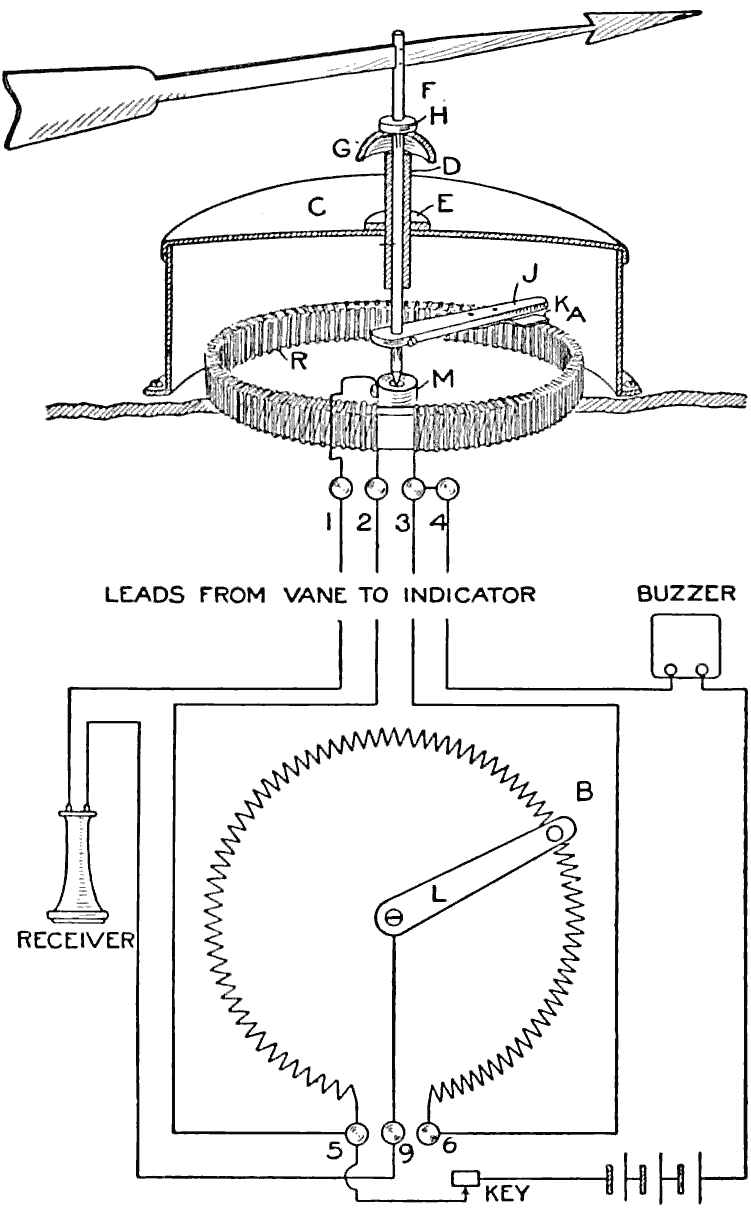 F
H
G
D
C
E
J
K A
R
M
1 2 3 4
LEADS FROM VANE TO INDICATOR
BUZZER
B
L
RECEIVER
5 9 6
KEY